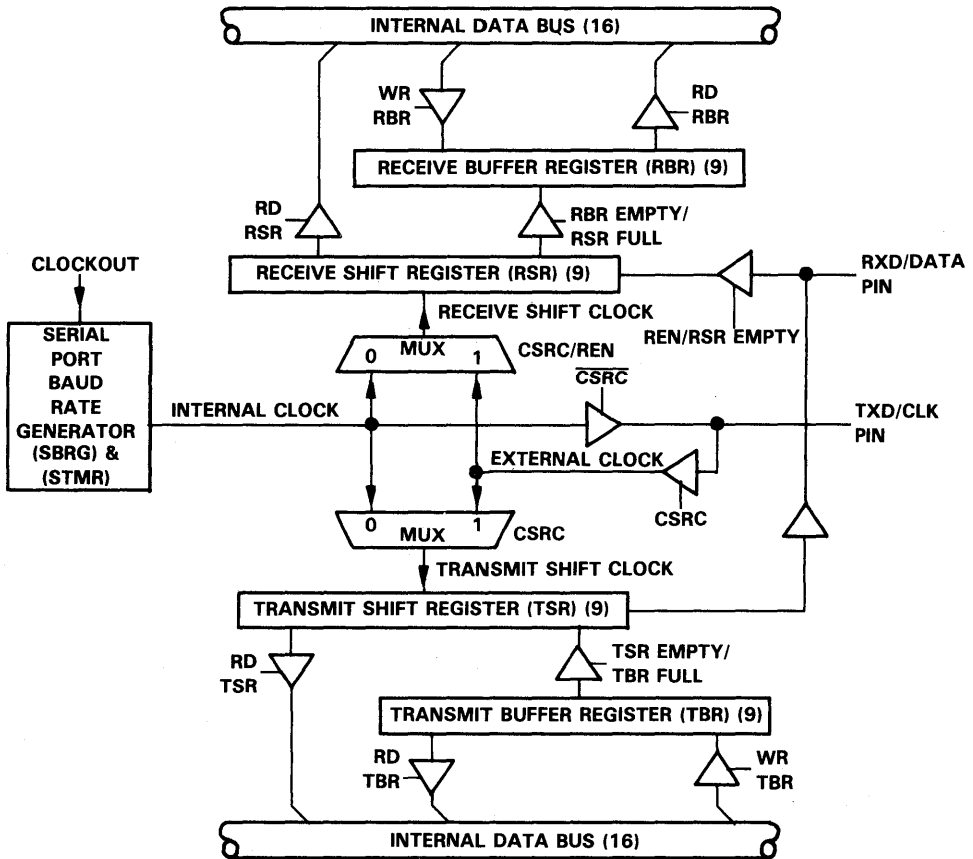 INTERNAL DATA BUS (16)
WR
RBR
RD
RBR
RECEIVE BUFFER REGISTER (RBR) (9)
RD
RSR
RBR EMPTY/
RSR FULL
CLOCKOUT
RECEIVE SHIFT REGISTER (RSR) (9)
RXD/DATA
PIN
RECEIVE SHIFT CLOCK
REN/RSR EMPTY
SERIAL
PORT
BAUD
RATE
GENERATOR
(SBRG) &
(STMR)
0 MUX 1
CSRC/REN
CSRC
INTERNAL CLOCK
TXD/CLK
PIN
EXTERNAL CLOCK
CSRC
0 MUX 1
CSRC
TRANSMIT SHIFT CLOCK
TRANSMIT SHIFT REGISTER (TSR) (9)
RD
TSR
TSR EMPTY/
TBR FULL
TRANSMIT BUFFER REGISTER (TBR) (9)
RD
TBR
WR
TBR
INTERNAL DATA BUS (16)